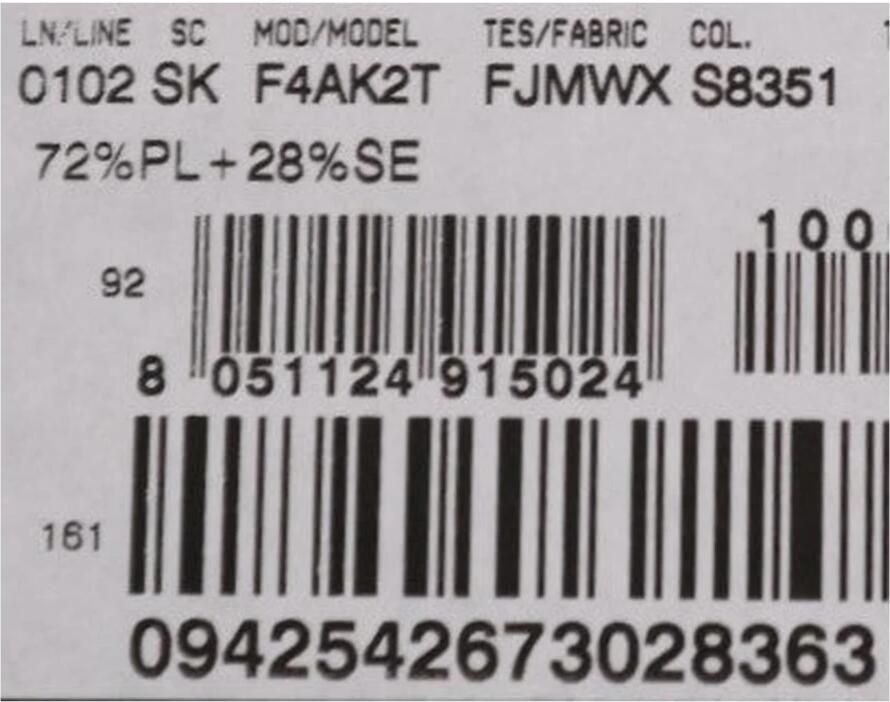 LN/LINE SC MOD/MODEL TES/FABRIC COL.
0102 SK F4AK2T FJMWX S8351
72%PL+28%SE
100
92
8 051124 915024
161
0942542673028363